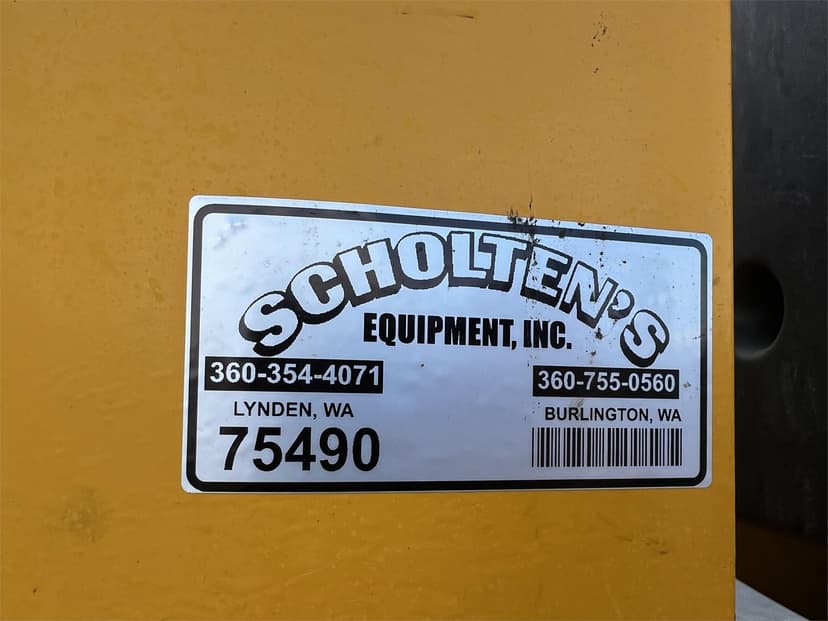 SCHOLTEN'S
EQUIPMENT, INC.
360-354-4071
360-755-0560
LYNDEN, WA
BURLINGTON, WA
75490